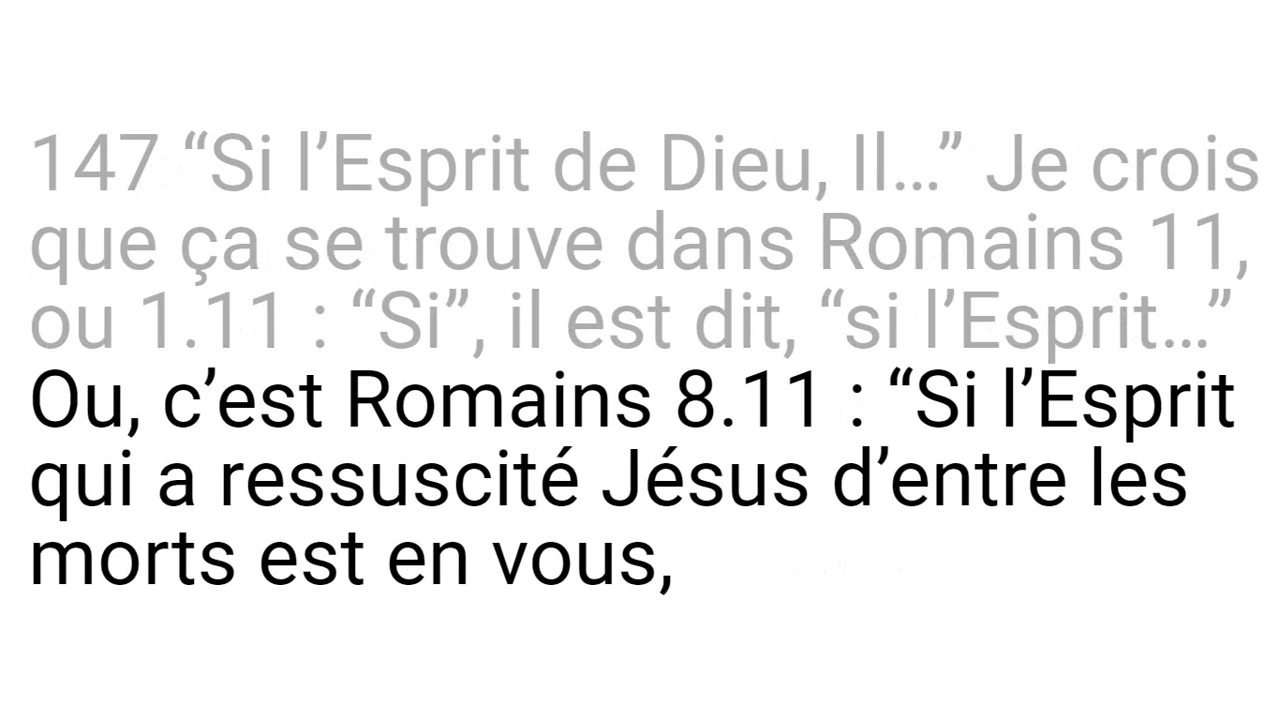 147 “Si l’Esprit de Dieu, Il…” Je crois
que ça se trouve dans Romains 11,
ou 1.11 : “Si”, il est dit, “si l’Esprit…”
Ou, c’est Romains 8.11 : “Si l’Esprit
qui a ressuscité Jésus d’entre les
morts est en vous,